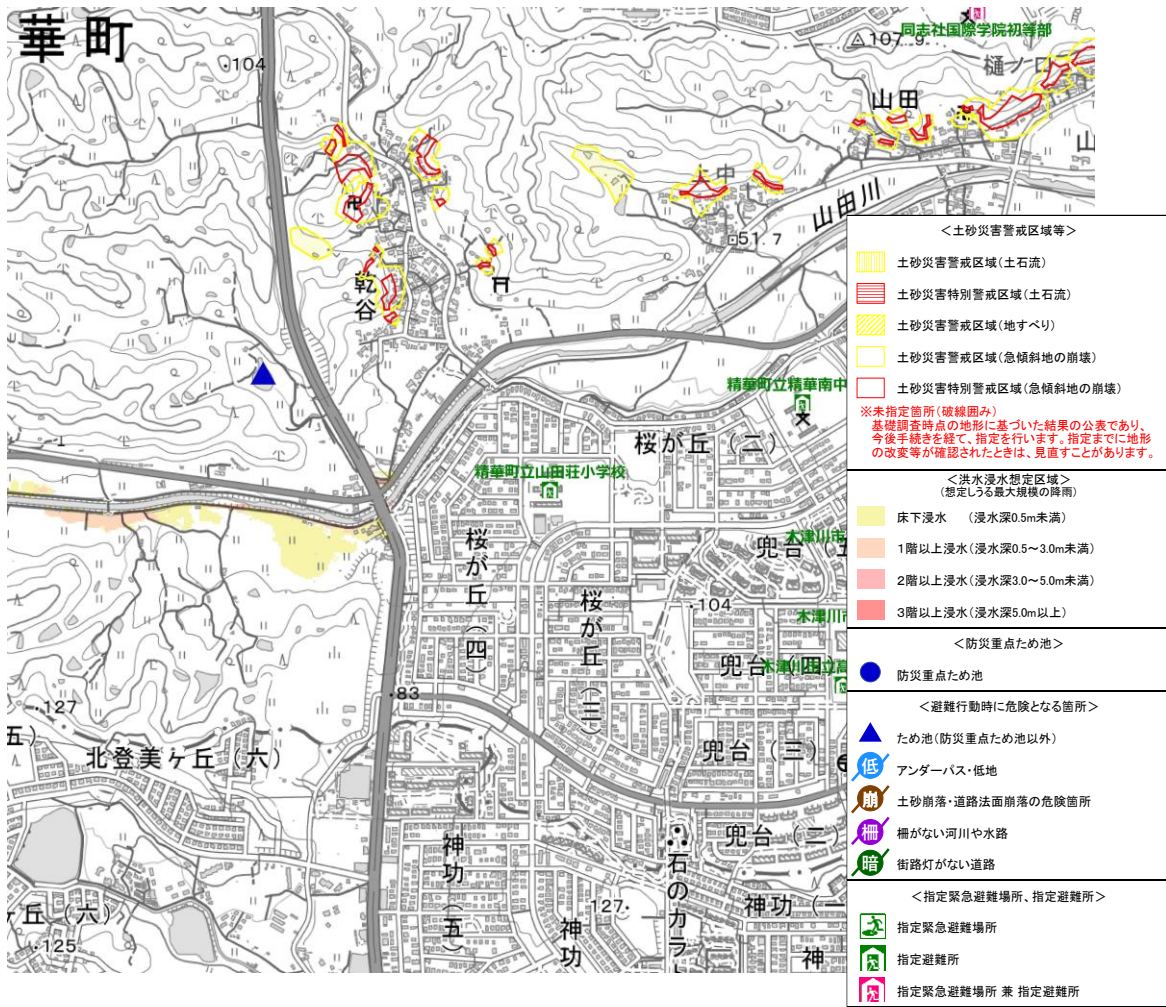 華町
104
同志社国際学院初等部
107.9
樋ノ口
山田
山
中
山田川
51.7
乾谷
精華町立精華南中
桜が丘(二)
精華町立山田荘小学校
木津川市
兜台(五
桜が丘(四)
桜が丘(三)
104
木津川市
兜台(四)
木津川市立高
83
127
五)
北登美ヶ丘(六)
兜台(三)
兜台(二)
神功(五)
石のカラト
127
神功(一
神功
神
ヶ丘(六)
125
<土砂災害警戒区域等>
土砂災害警戒区域(土石流)
土砂災害特別警戒区域(土石流)
土砂災害警戒区域(地すべり)
土砂災害警戒区域(急傾斜地の崩壊)
土砂災害特別警戒区域(急傾斜地の崩壊)
※未指定箇所(破線囲み)
基礎調査時点の地形に基づいた結果の公表であり、
今後手続きを経て、指定を行います。指定までに地形
の改変等が確認されたときは、見直すことがあります。
<洪水浸水想定区域>
(想定しうる最大規模の降雨)
床下浸水 (浸水深0.5m未満)
1階以上浸水(浸水深0.5~3.0m未満)
2階以上浸水(浸水深3.0~5.0m未満)
3階以上浸水(浸水深5.0m以上)
<防災重点ため池>
防災重点ため池
<避難行動時に危険となる箇所>
ため池(防災重点ため池以外)
低 アンダーパス・低地
崩 土砂崩落・道路法面崩落の危険箇所
柵 柵がない河川や水路
暗 街路灯がない道路
<指定緊急避難場所、指定避難所>
指定緊急避難場所
指定避難所
指定緊急避難場所 兼 指定避難所